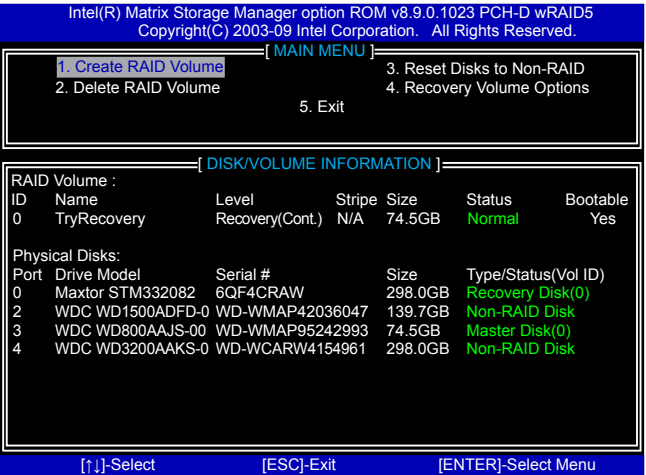 Intel(R) Matrix Storage Manager option ROM v8.9.0.1023 PCH-D wRAID5
Copyright(C) 2003-09 Intel Corporation. All Rights Reserved.
[ MAIN MENU ]
1. Create RAID Volume 3. Reset Disks to Non-RAID
2. Delete RAID Volume 4. Recovery Volume Options
5. Exit
[ DISK/VOLUME INFORMATION ]
RAID Volume :
ID Name Level Stripe Size Status Bootable
0 TryRecovery Recovery(Cont.) N/A 74.5GB Normal Yes
Physical Disks:
Port Drive Model Serial # Size Type/Status(Vol ID)
0 Maxtor STM332082 6QF4CRAW 298.0GB Recovery Disk(0)
2 WDC WD1500ADFD-0 WD-WMAP42036047 139.7GB Non-RAID Disk
3 WDC WD800AAJS-00 WD-WMAP95242993 74.5GB Master Disk(0)
4 WDC WD3200AAKS-0 WD-WCARW4154961 298.0GB Non-RAID Disk
[↑↓]-Select [ESC]-Exit [ENTER]-Select Menu